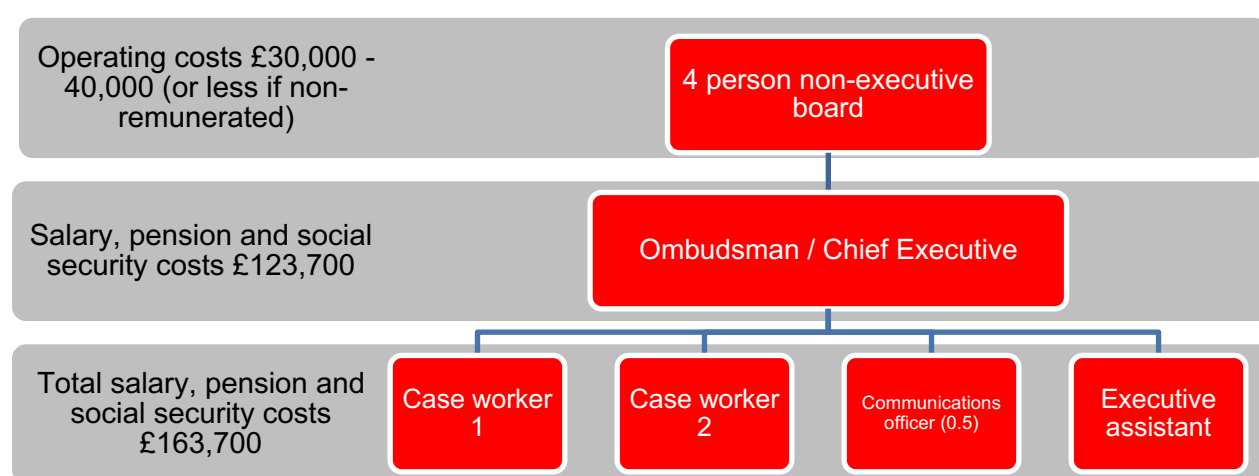 Operating costs £30,000 -
40,000 (or less if non-
remunerated)
4 person non-executive
board
Salary, pension and social
security costs £123,700
Ombudsman / Chief Executive
Total salary, pension and
social security costs
£163,700
Case worker
1
Case worker
2
Communications
officer (0.5)
Executive
assistant